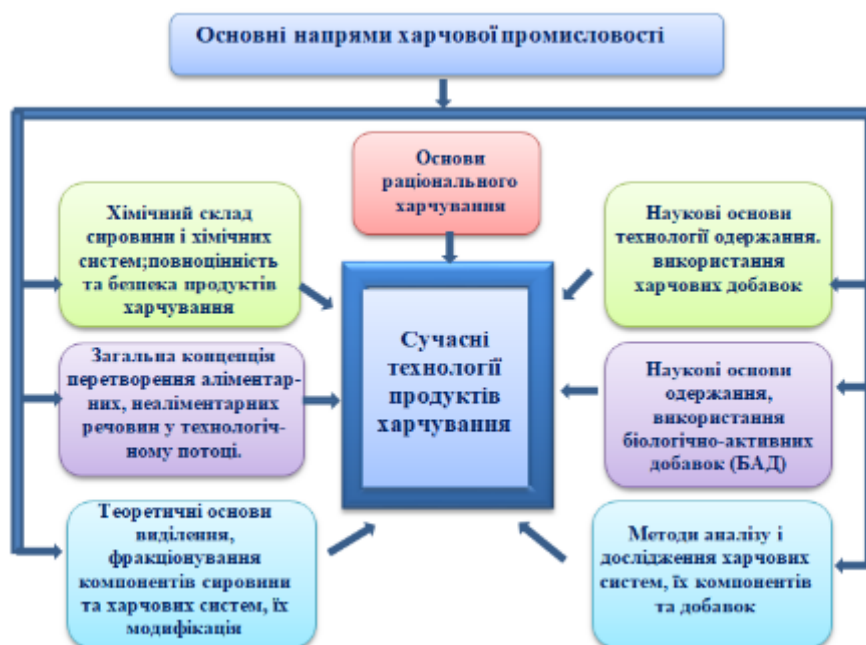 Основні напрями харчової промисловості
Основи
раціонального
харчування
Хімічний склад
сировини і хімічних
систем;повноцінність
та безпека продуктів
харчування
Наукові основи
технології одержання.
використання
харчових добавок
Сучасні
технології
продуктів
харчування
Загальна концепція
перетворення аліментар-
них, неаліментарних
речовин у технологіч-
ному потоці.
Наукові основи
одержання,
використання
біологічно-активних
добавок (БАД)
Теоретичні основи
виділення,
фракціонування
компонентів сировини
та харчових систем, їх
модифікація
Методи аналізу і
дослідження харчових
систем, їх компонентів
та добавок